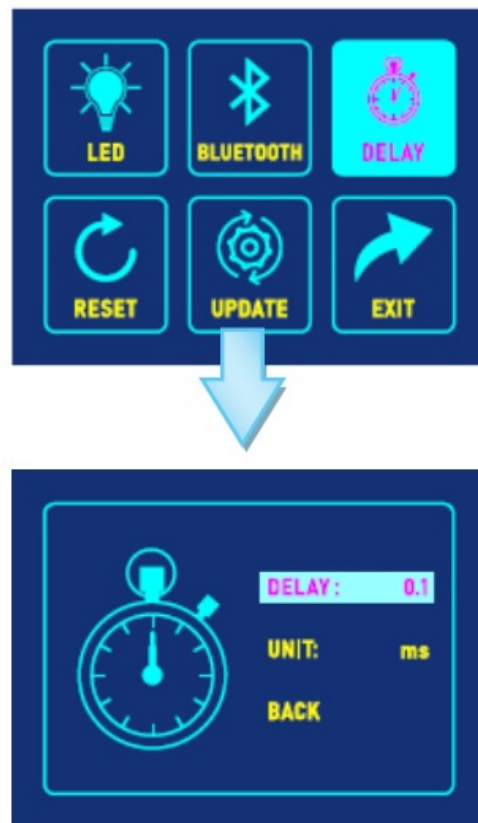 LED
BLUETOOTH
DELAY
RESET
UPDATE
EXIT
DELAY: 0.1
UNIT: ms
BACK